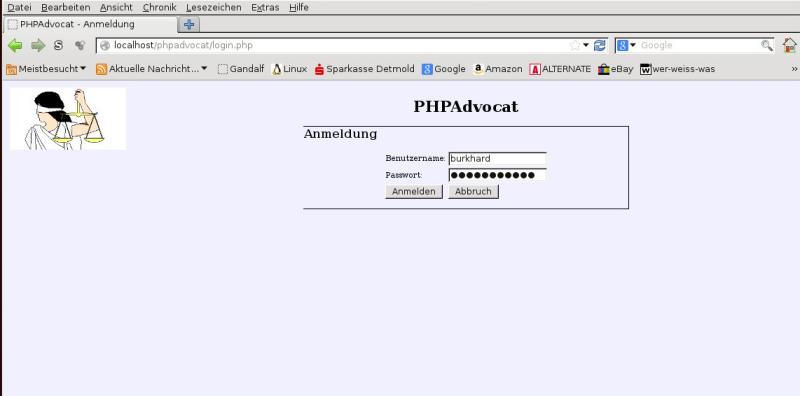 Datei Bearbeiten Ansicht Chronik Lesezeichen Extras Hilfe
PHPAdvocat - Anmeldung
localhost/phpadvocat/login.php Google
Meistbesucht Aktuelle Nachricht... Gandalf Linux Sparkasse Detmold Google Amazon ALTERNATE eBay wer-weiss-was »
PHPAdvocat
Anmeldung
Benutzername: burkhard
Passwort: ●●●●●●●●●●●
Anmelden Abbruch